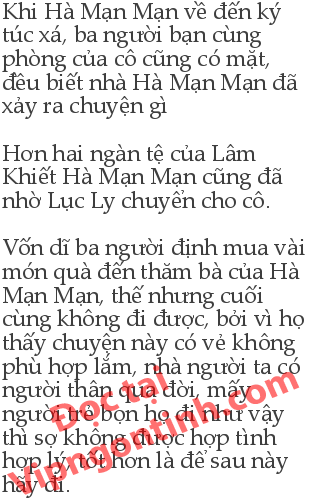 Khi Hà Mạn Mạn về đến ký
túc xá, ba người bạn cùng
phòng của cô cũng có mặt,
đều biết nhà Hà Mạn Mạn đã
xảy ra chuyện gì
Hơn hai ngàn tệ của Lâm
Khiết Hà Mạn Mạn cũng đã
nhờ Lục Ly chuyển cho cô.
Vốn dĩ ba người định mua vài
món quà đến thăm bà của Hà
Mạn Mạn, thế nhưng cuối
cùng không đi được, bởi vì họ
thấy chuyện này có vẻ không
phù hợp lắm, nhà người ta có
người thân qua đời, mấy
người trẻ bọn họ đi như vậy
thì sợ không được hợp tình
hợp lý, tốt hơn là để sau này
hãy đi.
Đọc tại
Vipngontinh.com